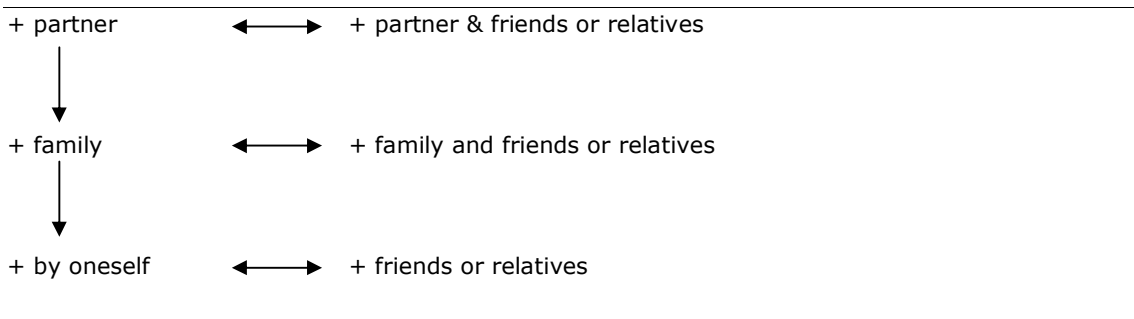 + partner + partner & friends or relatives
+ family + family and friends or relatives
+ by oneself + friends or relatives